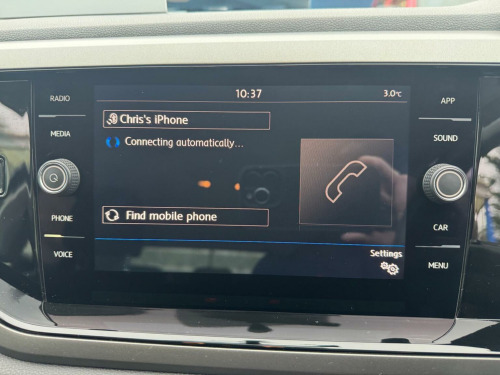 10:37
3.0°C
RADIO
MEDIA
PHONE
VOICE
Chris's iPhone
Connecting automatically...
Find mobile phone
Settings
APP
SOUND
CAR
MENU